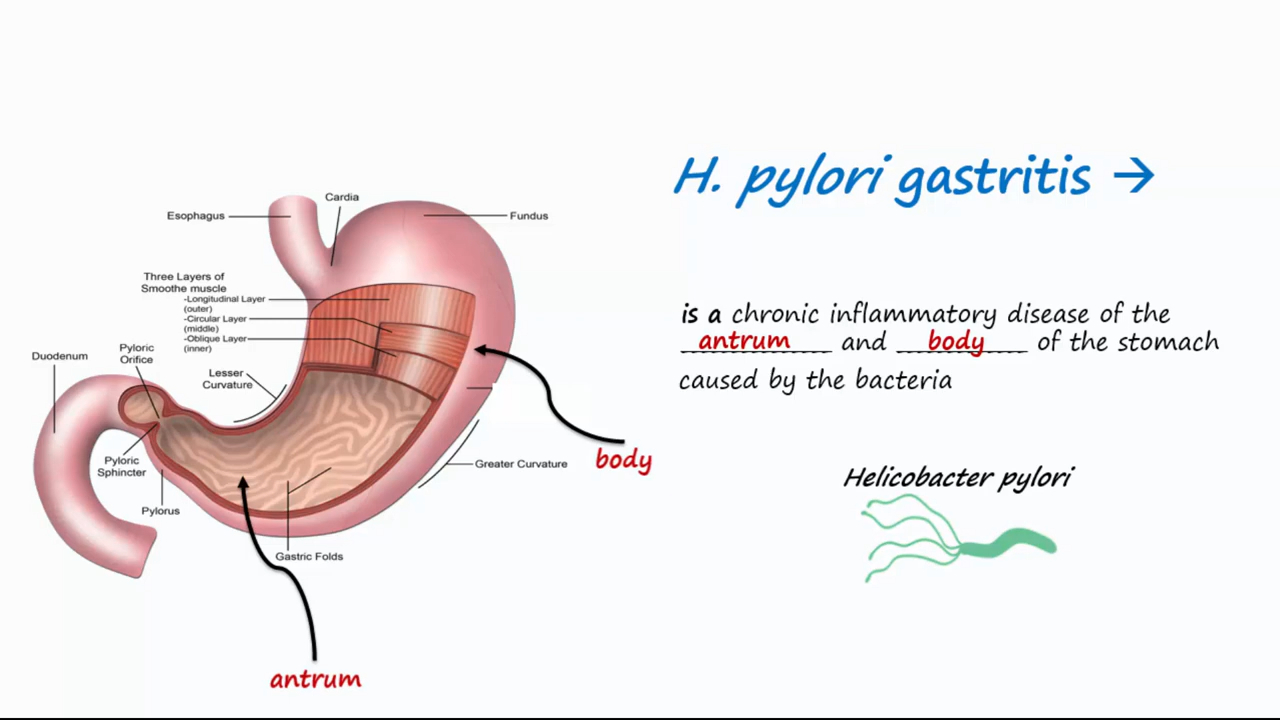 H. pylori gastritis →
is a chronic inflammatory disease of the
antrum and body of the stomach
caused by the bacteria
Helicobacter pylori
Cardia
Esophagus
Fundus
Three Layers of
Smoothe muscle
-Longitudinal Layer
(outer)
-Circular Layer
(middle)
-Oblique Layer
(inner)
Pyloric
Orifice
Duodenum
Lesser
Curvature
Pyloric
Sphincter
Pylorus
Greater Curvature
Gastric Folds
body
antrum